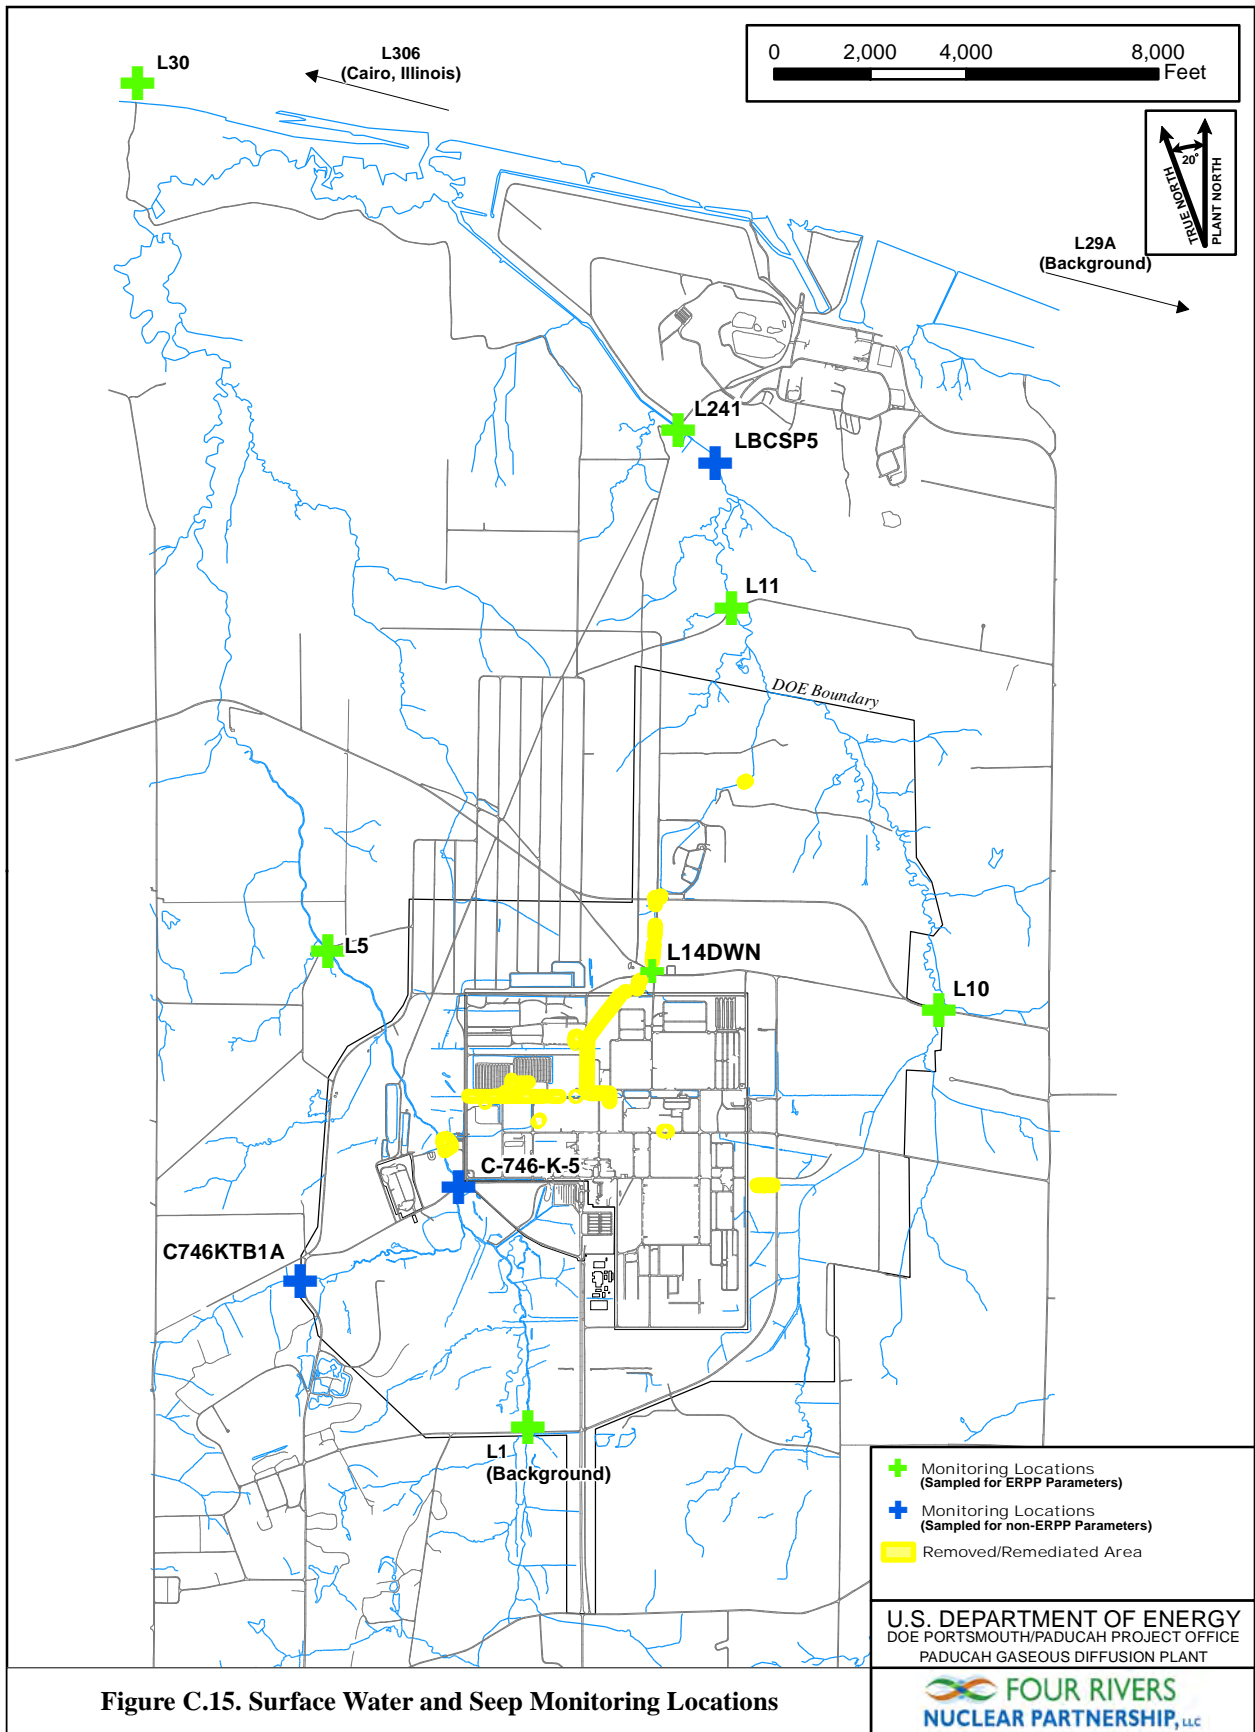 L30
L306
(Cairo, Illinois)
0 2,000 4,000 8,000
Feet
20°
TRUE NORTH
PLANT NORTH
L29A
(Background)
L241
LBCSP5
L11
DOE Boundary
L5
L14DWN
L10
C-746-K-5
C746KTB1A
L1
(Background)
Monitoring Locations
(Sampled for ERPP Parameters)
Monitoring Locations
(Sampled for non-ERPP Parameters)
Removed/Remediated Area
U.S. DEPARTMENT OF ENERGY
DOE PORTSMOUTH/PADUCAH PROJECT OFFICE
PADUCAH GASEOUS DIFFUSION PLANT
Figure C.15. Surface Water and Seep Monitoring Locations
FOUR RIVERS
NUCLEAR PARTNERSHIP, LLC